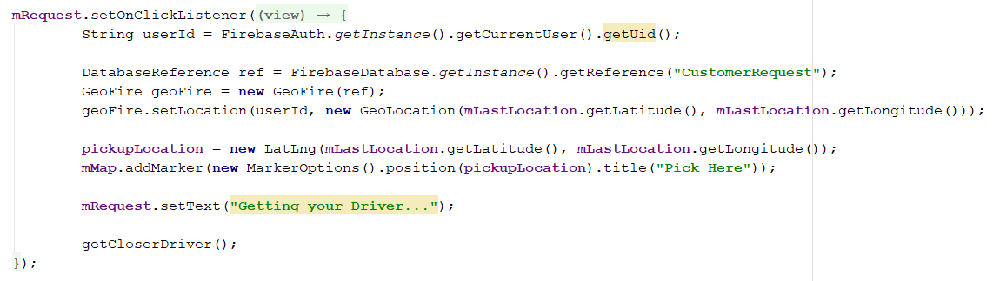 mRequest.setOnClickListener((view) → {
        String userId = FirebaseAuth.getInstance().getCurrentUser().getUid();

        DatabaseReference ref = FirebaseDatabase.getInstance().getReference("CustomerRequest");
        GeoFire geoFire = new GeoFire(ref);
        geoFire.setLocation(userId, new GeoLocation(mLastLocation.getLatitude(), mLastLocation.getLongitude()));

        pickupLocation = new LatLng(mLastLocation.getLatitude(), mLastLocation.getLongitude());
        mMap.addMarker(new MarkerOptions().position(pickupLocation).title("Pick Here"));

        mRequest.setText("Getting your Driver...");

        getCloserDriver();
});